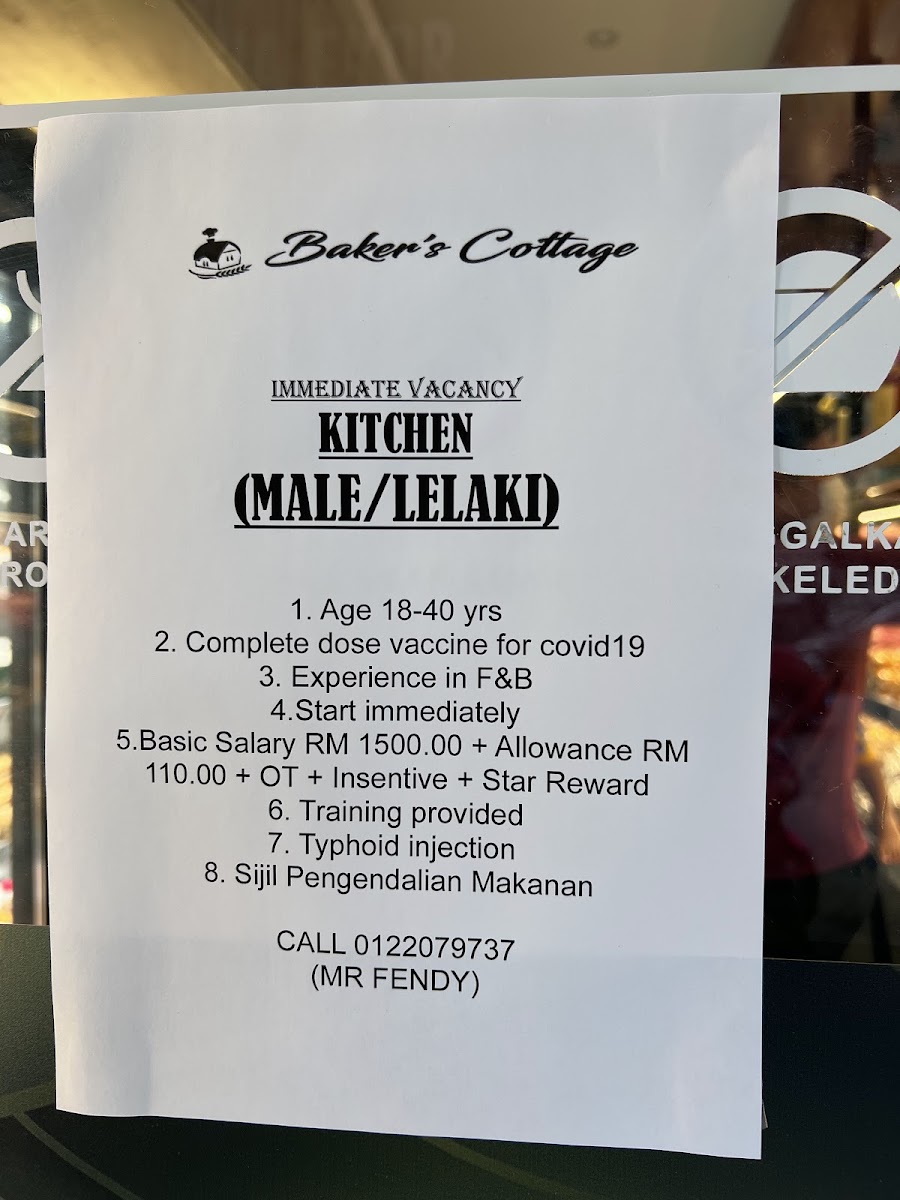 Baker's Cottage
IMMEDIATE VACANCY
KITCHEN
(MALE/LELAKI)
1. Age 18-40 yrs
2. Complete dose vaccine for covid19
3. Experience in F&B
4.Start immediately
5.Basic Salary RM 1500.00 + Allowance RM
110.00 + OT + Insentive + Star Reward
6. Training provided
7. Typhoid injection
8. Sijil Pengendalian Makanan
CALL 0122079737
(MR FENDY)